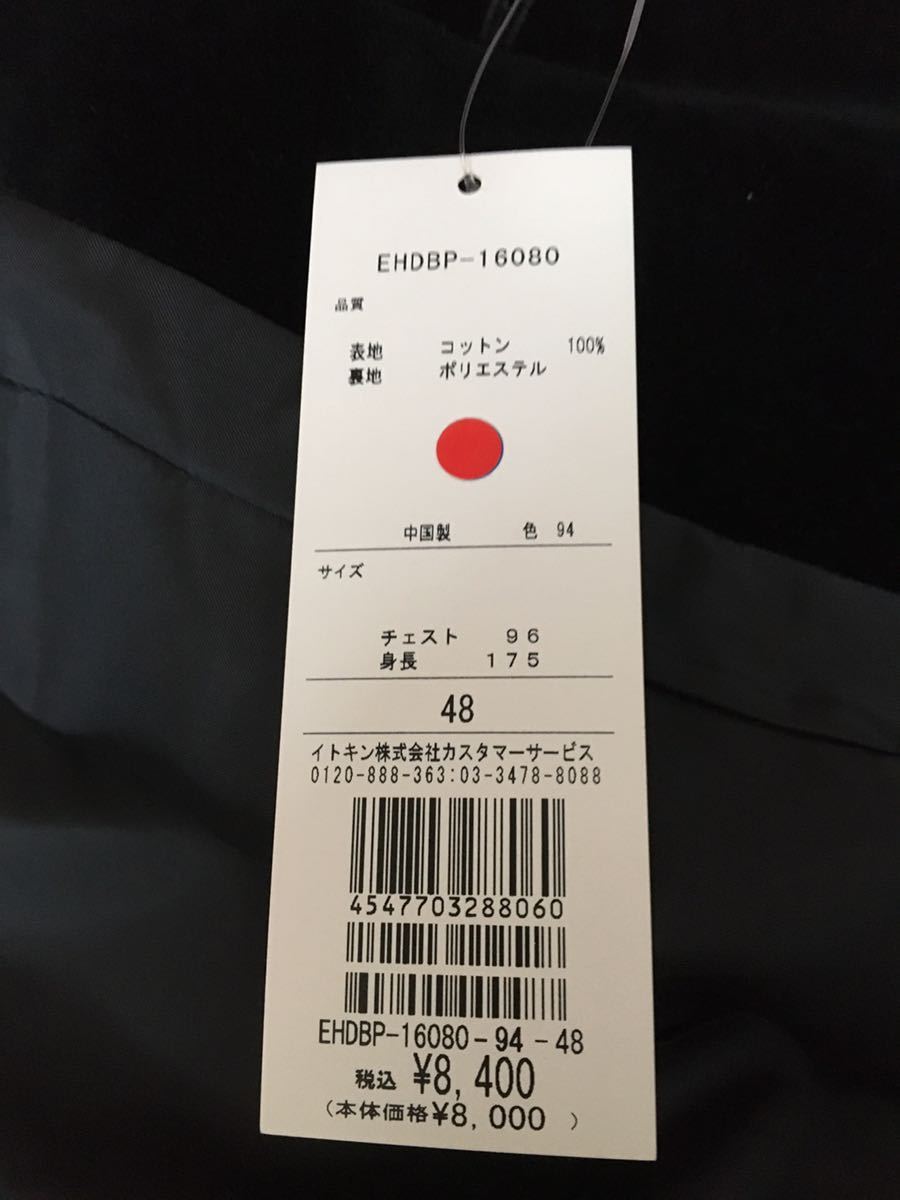 EHDBP-16080
品質
表地 コットン 100%
裏地 ポリエステル
中国製 色 94
サイズ
チェスト 96
身長 175
48
イトキン株式会社カスタマーサービス
0120-888-363:03-3478-8088
4547703288060
EHDBP-16080-94-48
税込 ¥8,400
(本体価格¥8,000 )